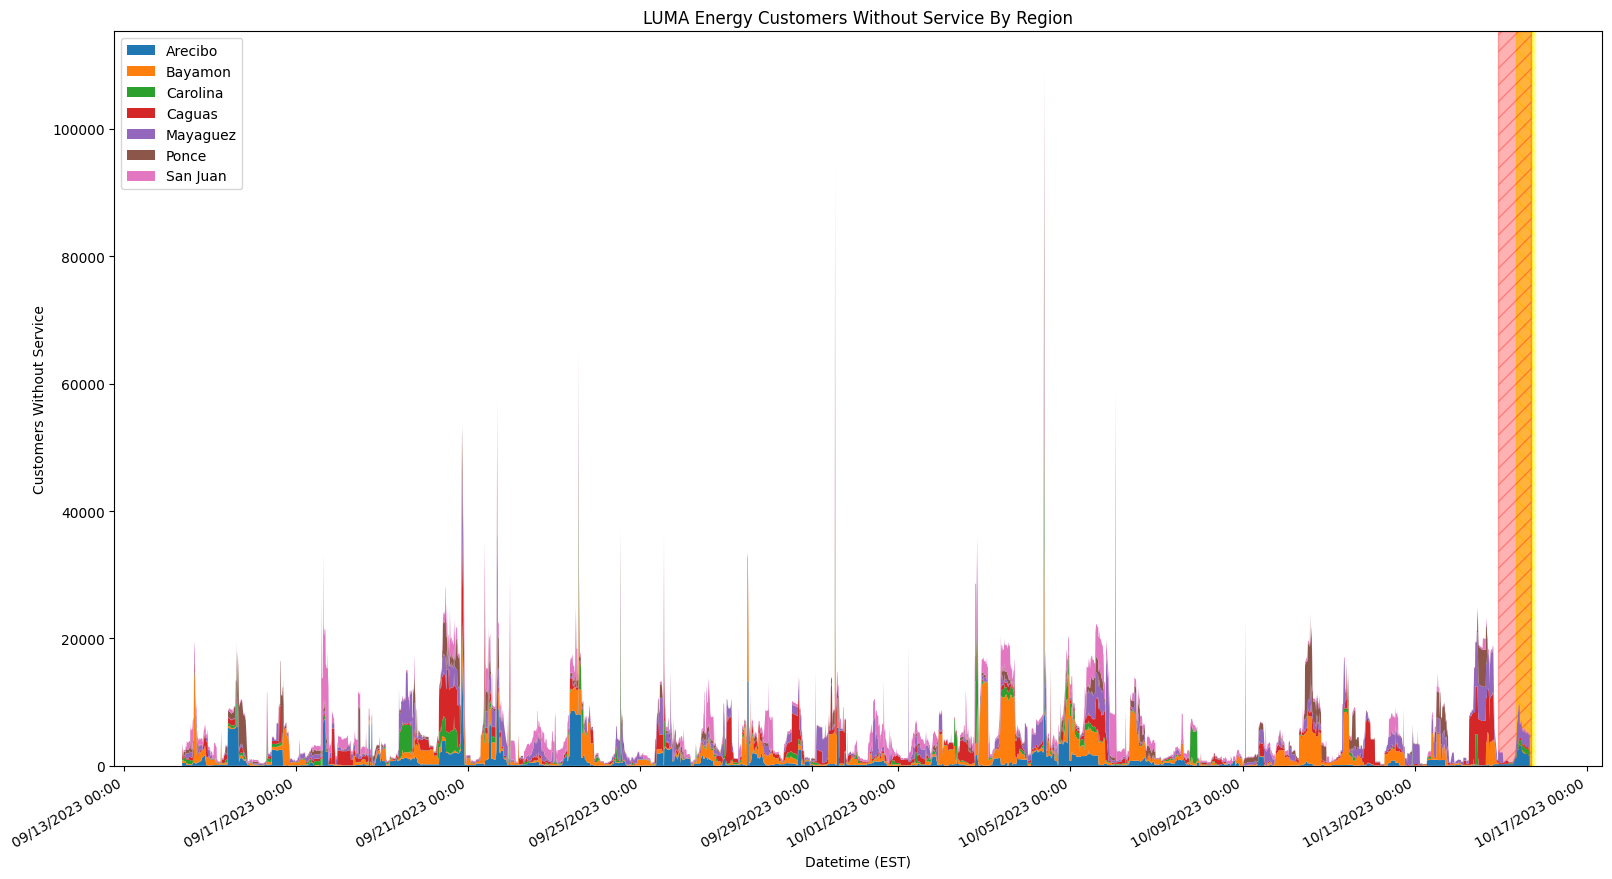 LUMA Energy Customers Without Service By Region
Arecibo
Bayamon
Carolina
Caguas
Mayaguez
Ponce
San Juan
100000
80000
60000
40000
20000
0
Customers Without Service
09/13/2023 00:00
09/17/2023 00:00
09/21/2023 00:00
09/25/2023 00:00
09/29/2023 00:00
10/01/2023 00:00
10/05/2023 00:00
10/09/2023 00:00
10/13/2023 00:00
10/17/2023 00:00
Datetime (EST)